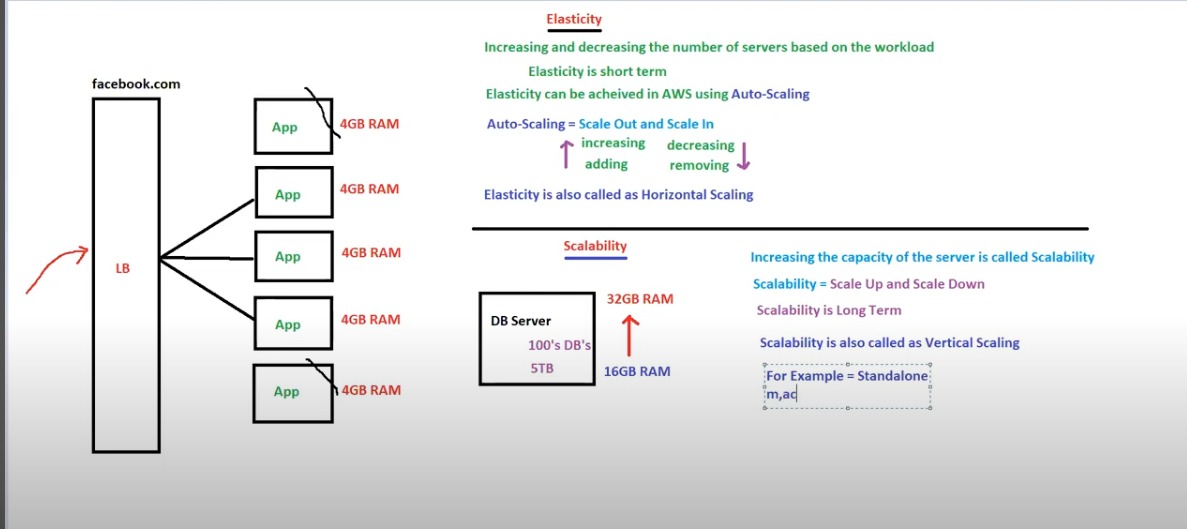 facebook.com
LB
App
4GB RAM
App
4GB RAM
App
4GB RAM
App
4GB RAM
App
4GB RAM
Elasticity
Increasing and decreasing the number of servers based on the workload
Elasticity is short term
Elasticity can be acheived in AWS using Auto-Scaling
Auto-Scaling = Scale Out and Scale In
increasing decreasing
adding removing
Elasticity is also called as Horizontal Scaling
Scalability
DB Server
100's DB's
5TB
32GB RAM
16GB RAM
Increasing the capacity of the server is called Scalability
Scalability = Scale Up and Scale Down
Scalability is Long Term
Scalability is also called as Vertical Scaling
For Example = Standalone
m,ac